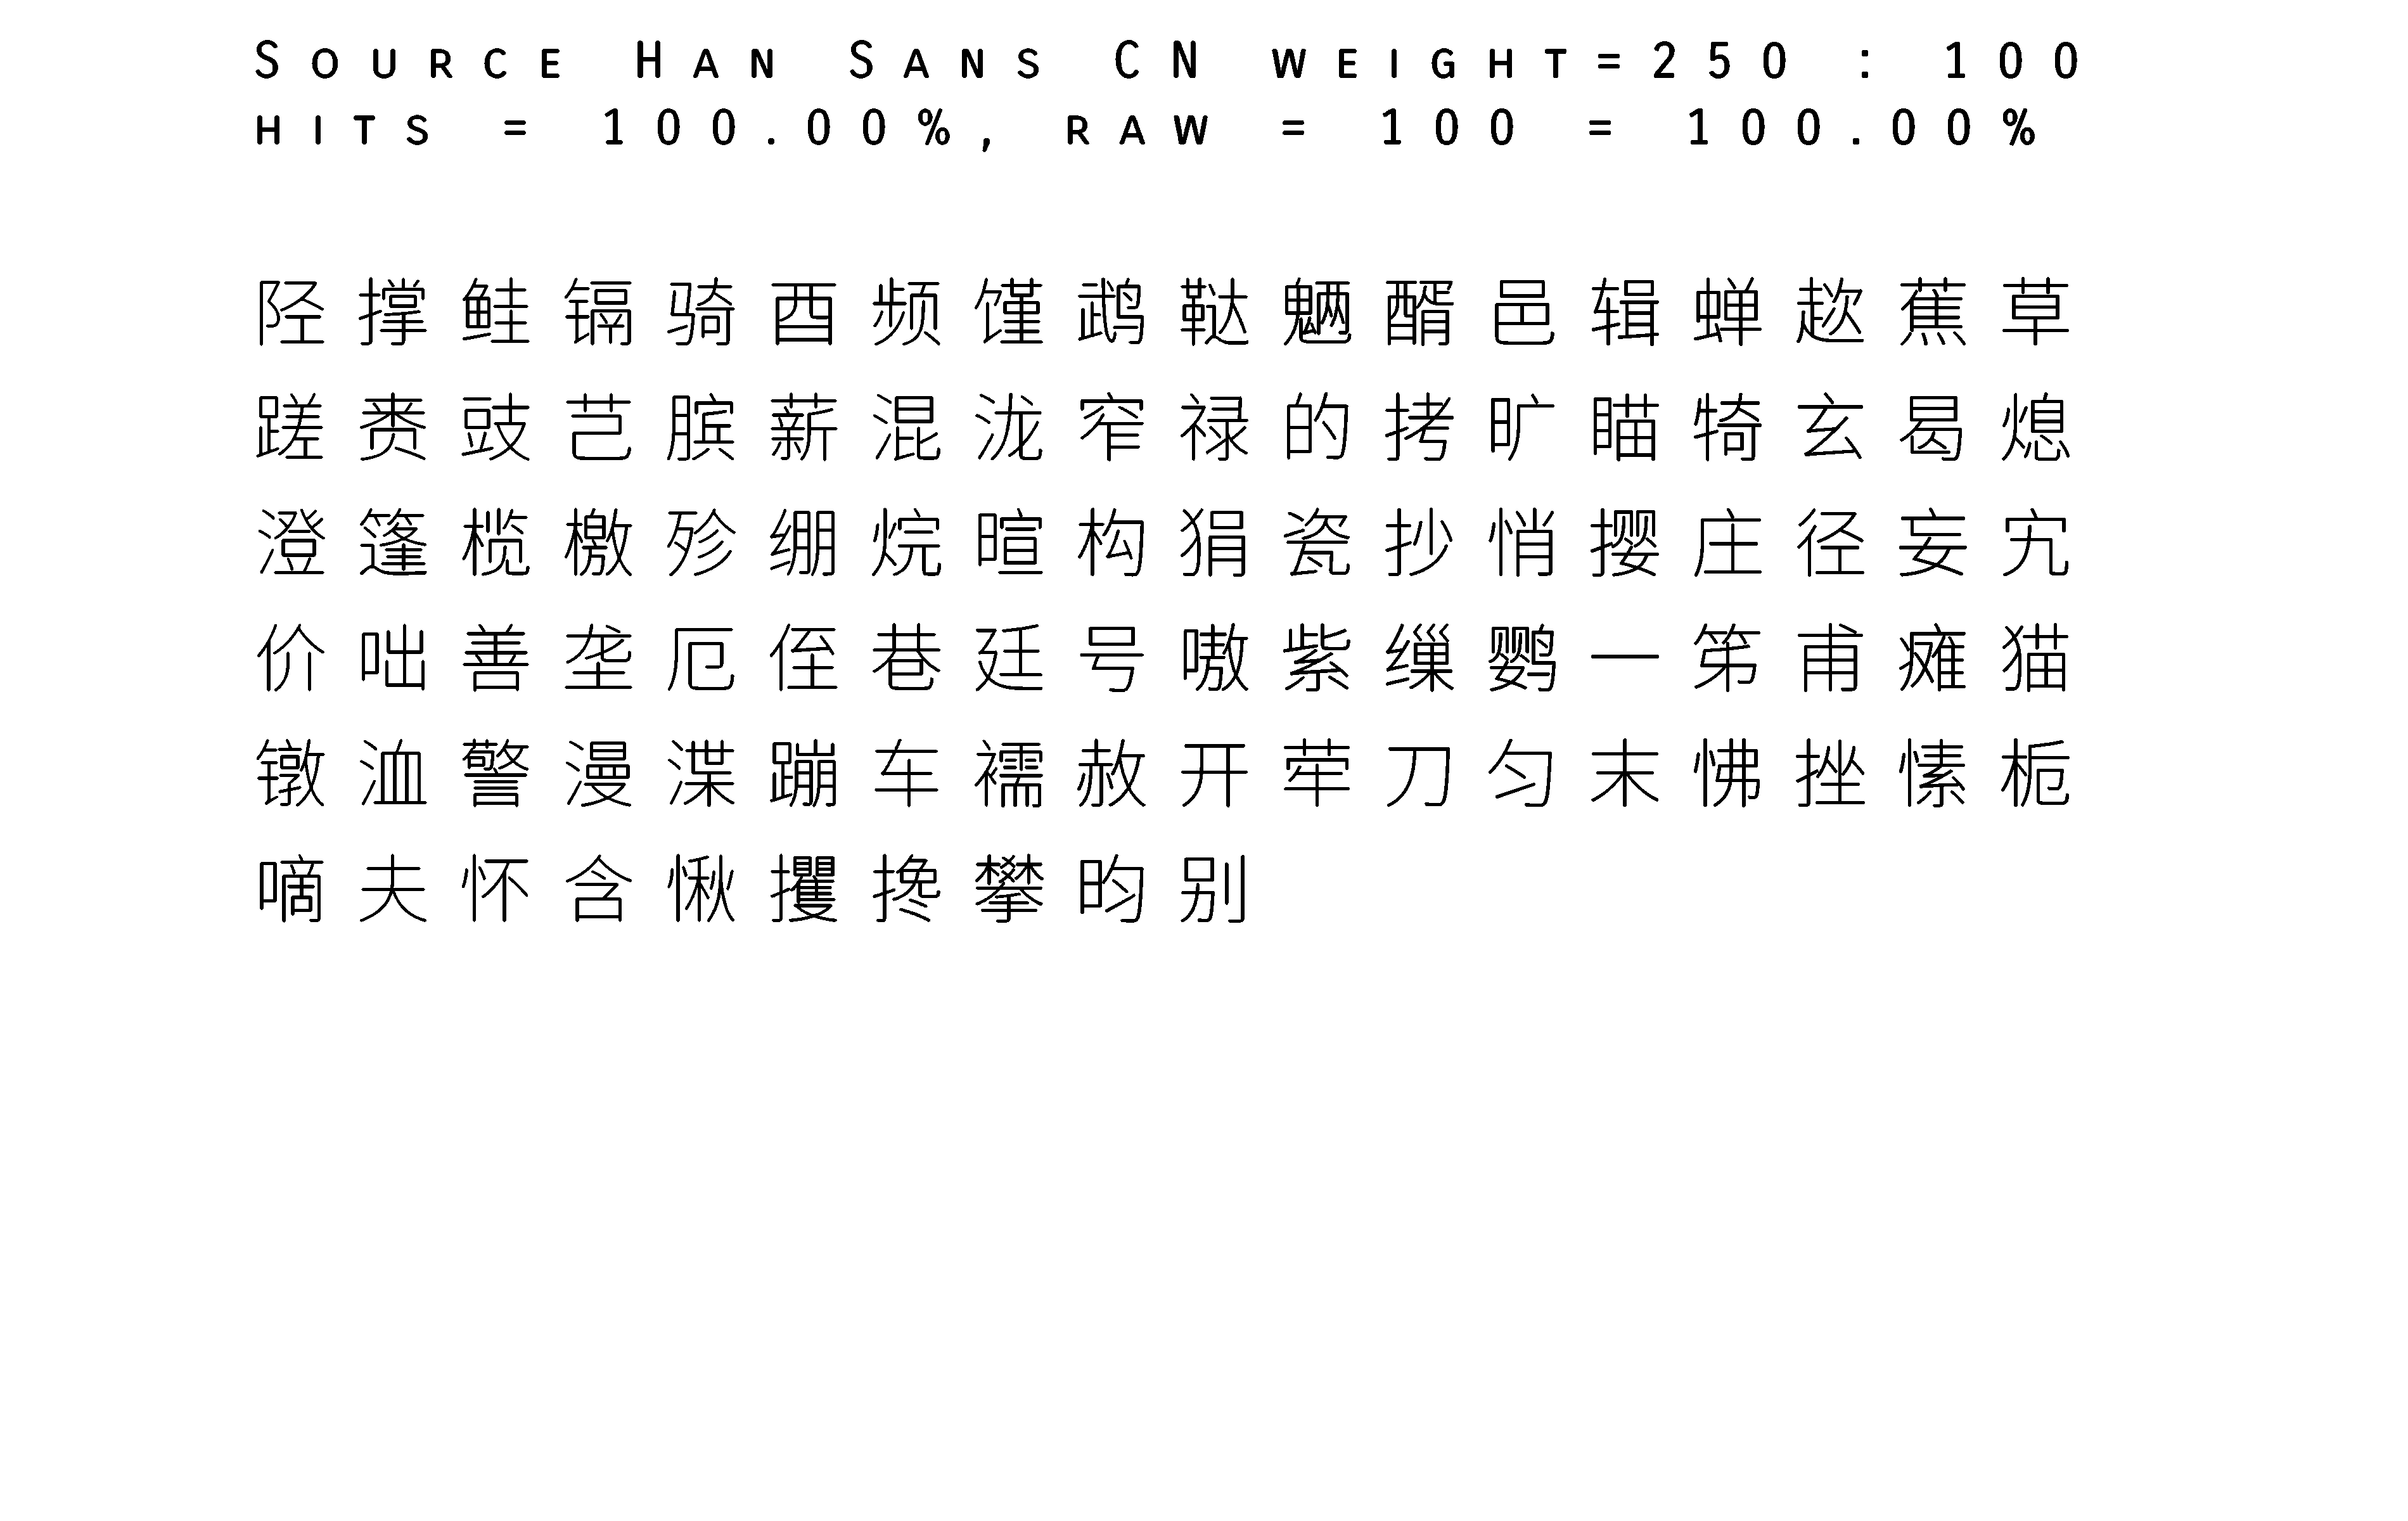 Source Han Sans CN weight=250 : 100
hits = 100.00%, raw = 100 = 100.00%
陉撑鲑镉骑酉频馑鹉鞑魉醑邑辑蝉趑蕉草
蹉赉豉芑膑薪混泷窄禄的拷旷瞄犄玄曷熄
澄篷榄檄殄绷烷暄构狷瓷抄悄撄庄径妄宄
价咄善垄厄侄巷廷号嗷紫缫鹦一笫甫瘫猫
镦洫警漫渫蹦车襦赦开荦刀匀末怫挫愫栀
嘀夫怀含愀攫搀攀昀别